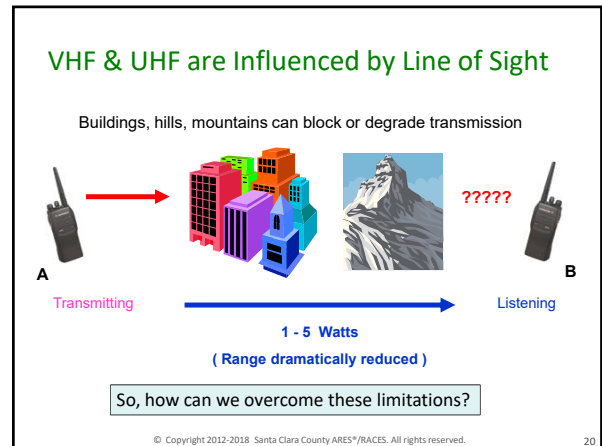 VHF & UHF are Influenced by Line of Sight
Buildings, hills, mountains can block or degrade transmission
?????
A
B
Transmitting
Listening
1 - 5 Watts
( Range dramatically reduced )
So, how can we overcome these limitations?
© Copyright 2012-2018 Santa Clara County ARES®/RACES. All rights reserved.
20